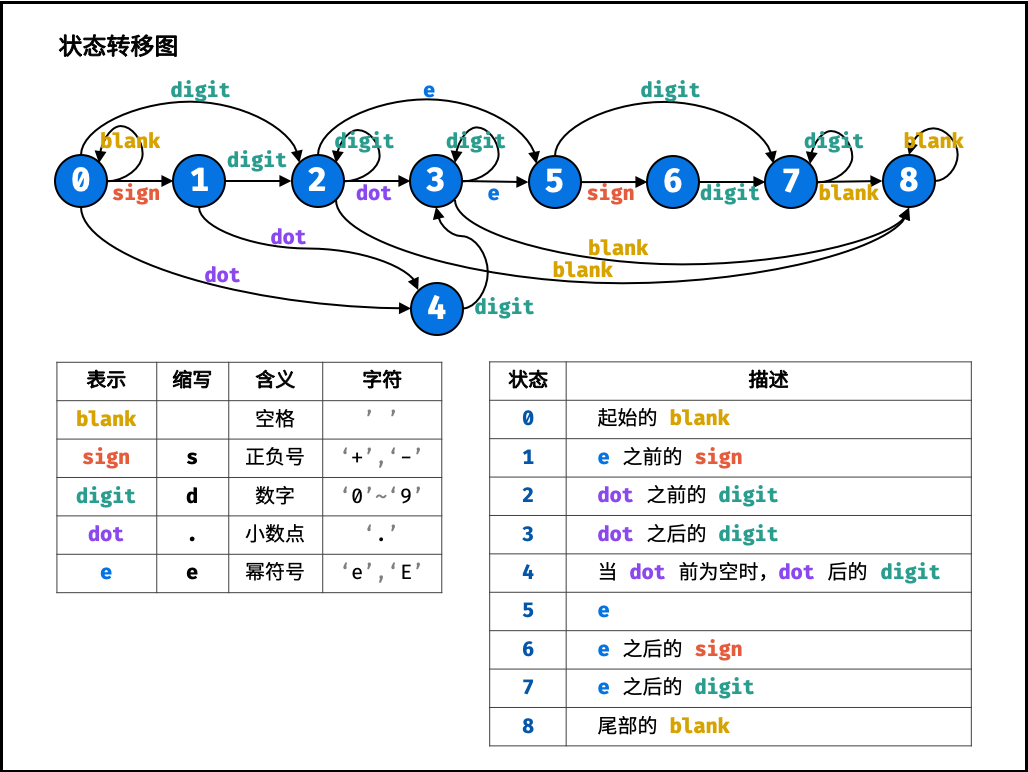 状态转移图
digit
e
digit
blank
digit
digit
digit
blank
digit
digit
0
1
2
3
5
6
7
8
sign
dot
e
sign
blank
dot
blank
blank
dot
4
digit
表示 缩写 含义 字符
blank 空格 ’ ’
sign s 正负号 ‘+’,‘−’
digit d 数字 ‘0’~‘9’
dot . 小数点 ‘.’
e e 幂符号 ‘e’,‘E’
状态 描述
0 起始的 blank
1 e 之前的 sign
2 dot 之前的 digit
3 dot 之后的 digit
4 当 dot 前为空时，dot 后的 digit
5 e
6 e 之后的 sign
7 e 之后的 digit
8 尾部的 blank